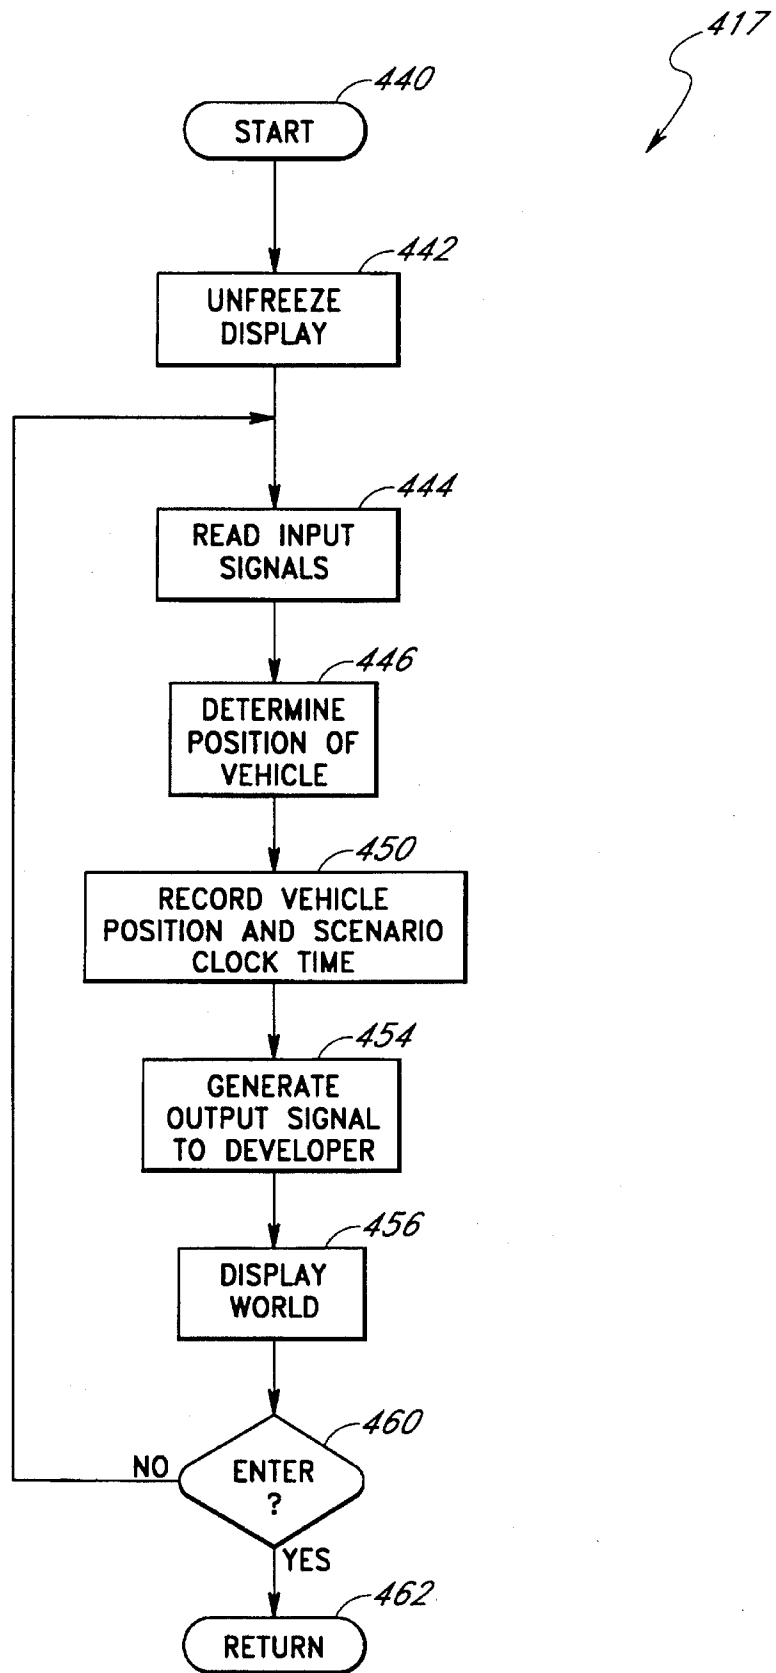 417
440
START
442
UNFREEZE
DISPLAY
444
READ INPUT
SIGNALS
446
DETERMINE
POSITION OF
VEHICLE
450
RECORD VEHICLE
POSITION AND SCENARIO
CLOCK TIME
454
GENERATE
OUTPUT SIGNAL
TO DEVELOPER
456
DISPLAY
WORLD
460
NO
ENTER
?
YES
462
RETURN